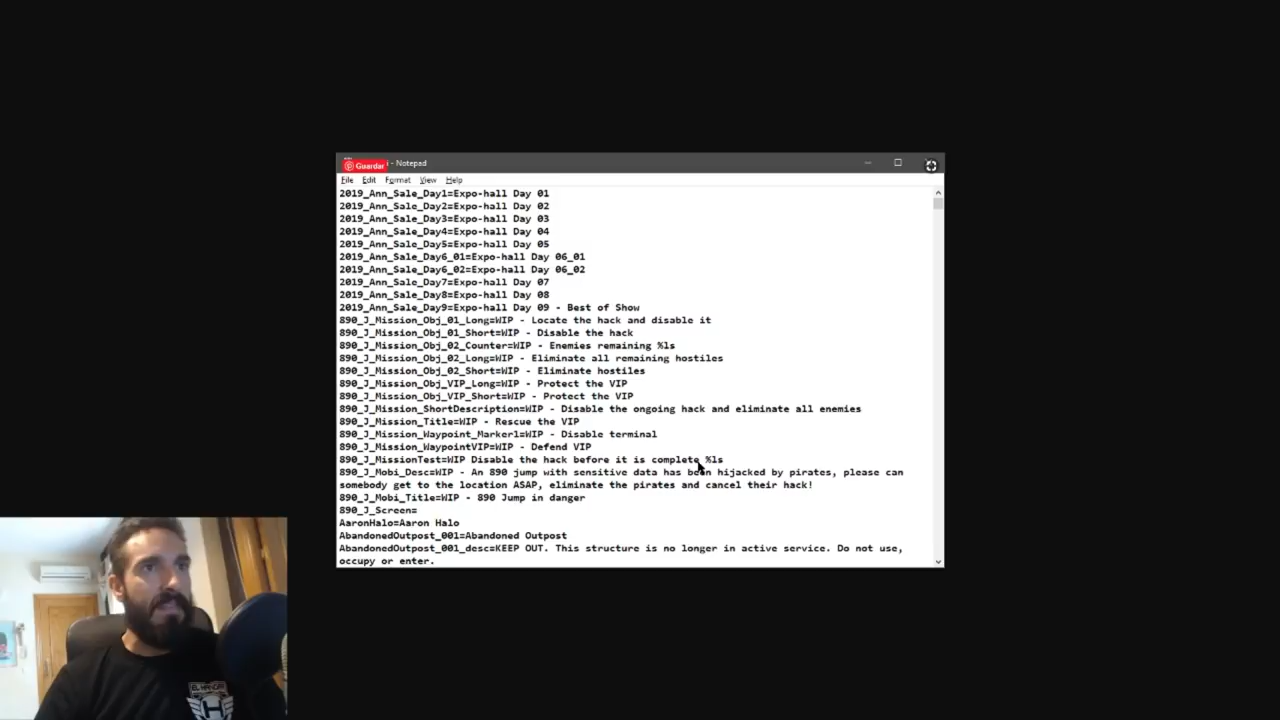 Guardar
i - Notepad
File Edit Format View Help
2019_Ann_Sale_Day1=Expo-hall Day 01
2019_Ann_Sale_Day2=Expo-hall Day 02
2019_Ann_Sale_Day3=Expo-hall Day 03
2019_Ann_Sale_Day4=Expo-hall Day 04
2019_Ann_Sale_Day5=Expo-hall Day 05
2019_Ann_Sale_Day6_01=Expo-hall Day 06_01
2019_Ann_Sale_Day6_02=Expo-hall Day 06_02
2019_Ann_Sale_Day7=Expo-hall Day 07
2019_Ann_Sale_Day8=Expo-hall Day 08
2019_Ann_Sale_Day9=Expo-hall Day 09 - Best of Show
890_J_Mission_Obj_01_Long=WIP - Locate the hack and disable it
890_J_Mission_Obj_01_Short=WIP - Disable the hack
890_J_Mission_Obj_02_Counter=WIP - Enemies remaining %ls
890_J_Mission_Obj_02_Long=WIP - Eliminate all remaining hostiles
890_J_Mission_Obj_02_Short=WIP - Eliminate hostiles
890_J_Mission_Obj_VIP_Long=WIP - Protect the VIP
890_J_Mission_Obj_VIP_Short=WIP - Protect the VIP
890_J_Mission_ShortDescription=WIP - Disable the ongoing hack and eliminate all enemies
890_J_Mission_Title=WIP - Rescue the VIP
890_J_Mission_Waypoint_Marker1=WIP - Disable terminal
890_J_Mission_WaypointVIP=WIP - Defend VIP
890_J_MissionTest=WIP Disable the hack before it is complete %ls
890_J_Mobi_Desc=WIP - An 890 jump with sensitive data has been hijacked by pirates, please can
somebody get to the location ASAP, eliminate the pirates and cancel their hack!
890_J_Mobi_Title=WIP - 890 Jump in danger
890_J_Screen=
AaronHalo=Aaron Halo
AbandonedOutpost_001=Abandoned Outpost
AbandonedOutpost_001_desc=KEEP OUT. This structure is no longer in active service. Do not use,
occupy or enter.